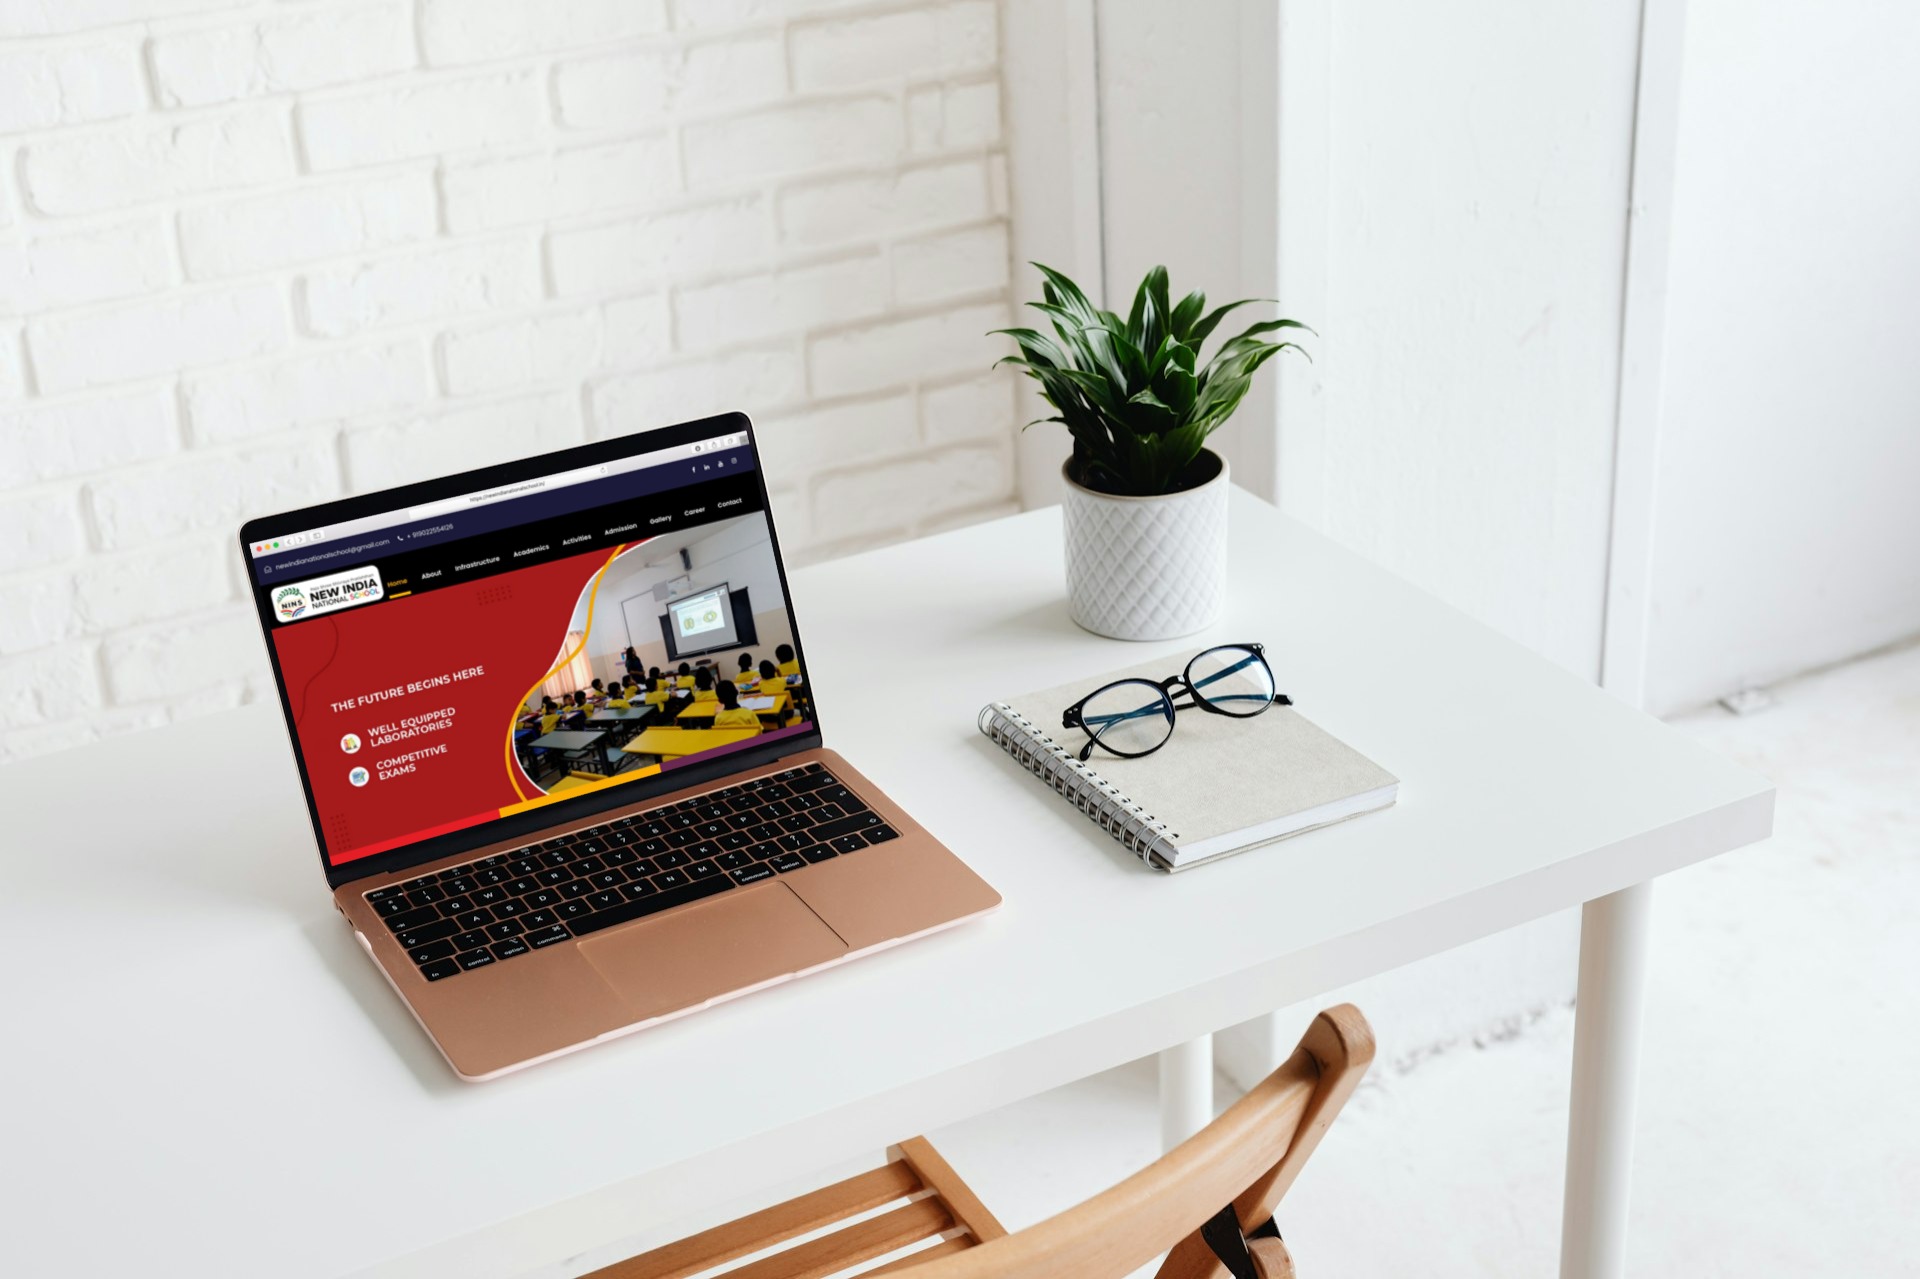 https://newindianationalschool.in/
newindianationalschool@gmail.com
NINS
NEW INDIA
NATIONAL SCHOOL
Home About Infrastructure Academics Activities Admission Gallery Career Contact
THE FUTURE BEGINS HERE
WELL EQUIPPED
LABORATORIES
COMPETITIVE
EXAMS
Q W E R T Y U I O P
A S D F G H J K L
Z X C V B N M
fn control option command command option